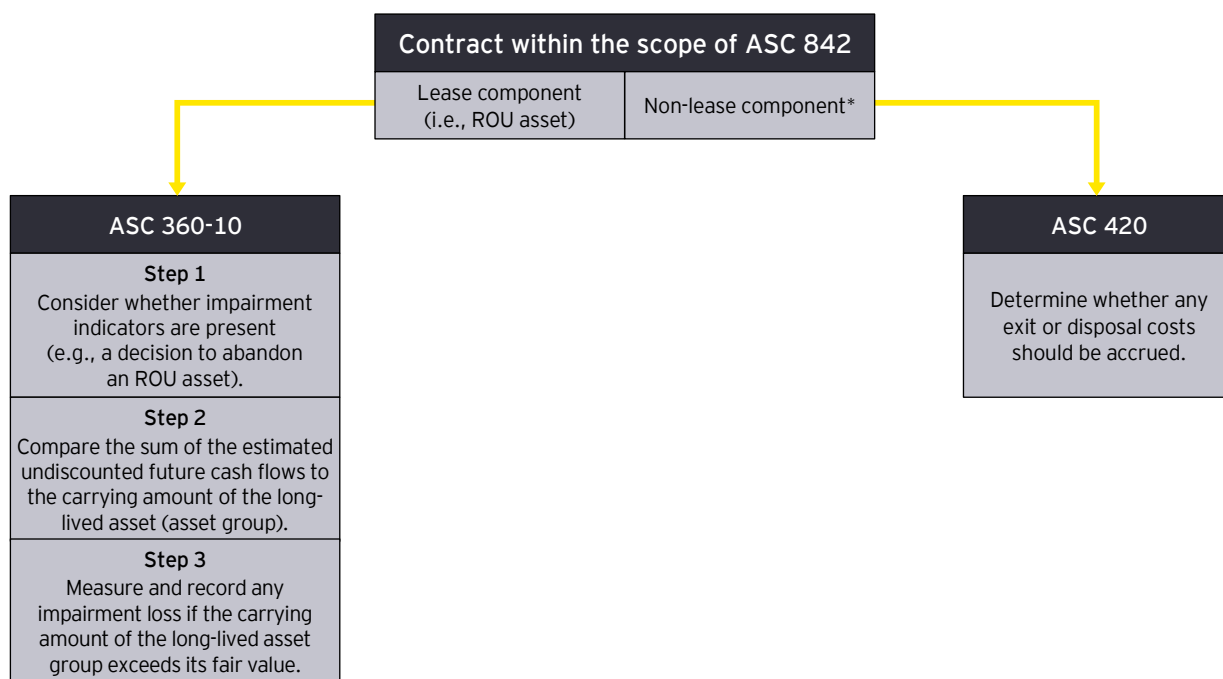 Contract within the scope of ASC 842
Lease component
(i.e., ROU asset)
Non-lease component*
ASC 360-10
Step 1
Consider whether impairment
indicators are present
(e.g., a decision to abandon
an ROU asset).
Step 2
Compare the sum of the estimated
undiscounted future cash flows to
the carrying amount of the long-
lived asset (asset group).
Step 3
Measure and record any
impairment loss if the carrying
amount of the long-lived asset
group exceeds its fair value.
ASC 420
Determine whether any
exit or disposal costs
should be accrued.